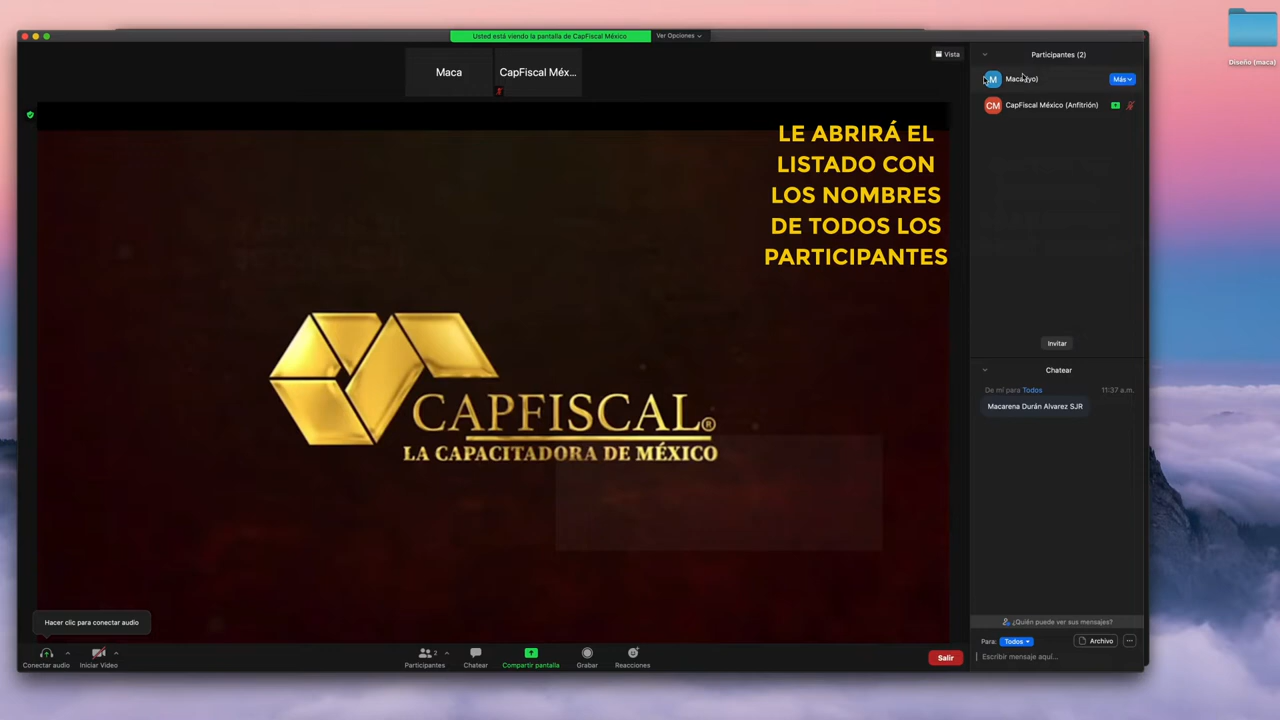 Usted está viendo la pantalla de CapFiscal México
Ver Opciones
Vista
Maca
CapFiscal Méx...
Participantes (2)
M
Maca (yo)
Más
CM
CapFiscal México (Anfitrión)
Diseño (maca)
LE ABRIRÁ EL
LISTADO CON
LOS NOMBRES
DE TODOS LOS
PARTICIPANTES
CAPFISCAL®
LA CAPACITADORA DE MÉXICO
Invitar
Chatear
De mí para Todos
11:37 a.m.
Macarena Durán Alvarez SJR
¿Quién puede ver sus mensajes?
Para: Todos
Archivo
Escribir mensaje aquí...
Hacer clic para conectar audio
Conectar audio
Iniciar Video
2
Participantes
Chatear
Compartir pantalla
Grabar
Reacciones
Salir